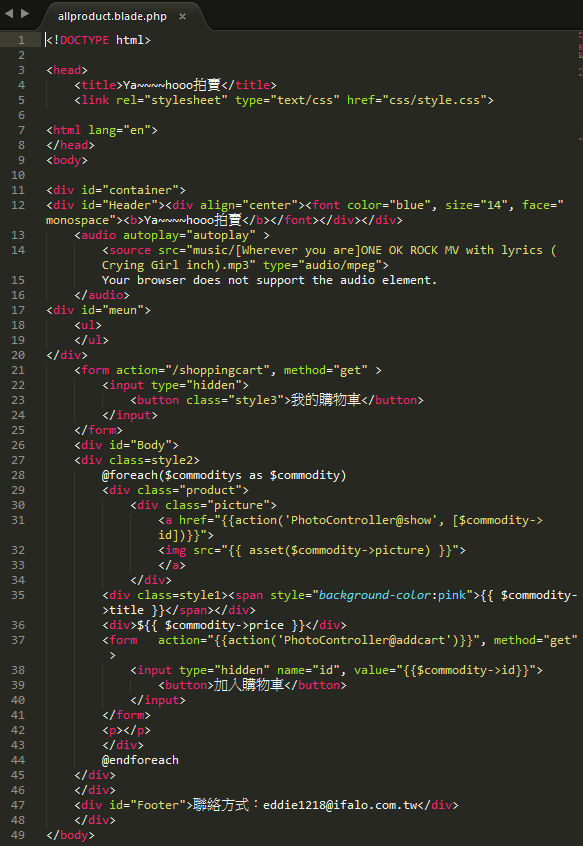 allproduct.blade.php ×
1 <!DOCTYPE html>
2
3 <head>
4 <title>Ya~~~~hooo拍賣</title>
5 <link rel="stylesheet" type="text/css" href="css/style.css">
6
7 <html lang="en">
8 </head>
9 <body>
10
11 <div id="container">
12 <div id="Header"><div align="center"><font color="blue", size="14", face="
monospace"><b>Ya~~~~hooo拍賣</b></font></div></div>
13 <audio autoplay="autoplay" >
14 <source src="music/[Wherever you are]ONE OK ROCK MV with lyrics (
Crying Girl inch).mp3" type="audio/mpeg">
15 Your browser does not support the audio element.
16 </audio>
17 <div id="meun">
18 <ul>
19 </ul>
20 </div>
21 <form action="/shoppingcart", method="get" >
22 <input type="hidden">
23 <button class="style3">我的購物車</button>
24 </input>
25 </form>
26 <div id="Body">
27 <div class=style2>
28 @foreach($commoditys as $commodity)
29 <div class="product">
30 <div class="picture">
31 <a href="{{action('PhotoController@show', [$commodity->
id])}}">
32 <img src="{{ asset($commodity->picture) }}">
33 </a>
34 </div>
35 <div class=style1><span style="background-color:pink">{{ $commodity-
>title }}</span></div>
36 <div>${{ $commodity->price }}</div>
37 <form action="{{action('PhotoController@addcart')}}", method="get"
>
38 <input type="hidden" name="id", value="{{$commodity->id}}">
39 <button>加入購物車</button>
40 </input>
41 </form>
42 <p></p>
43 </div>
44 @endforeach
45 </div>
46 </div>
47 <div id="Footer">聯絡方式：eddie1218@ifalo.com.tw</div>
48 </div>
49 </body>